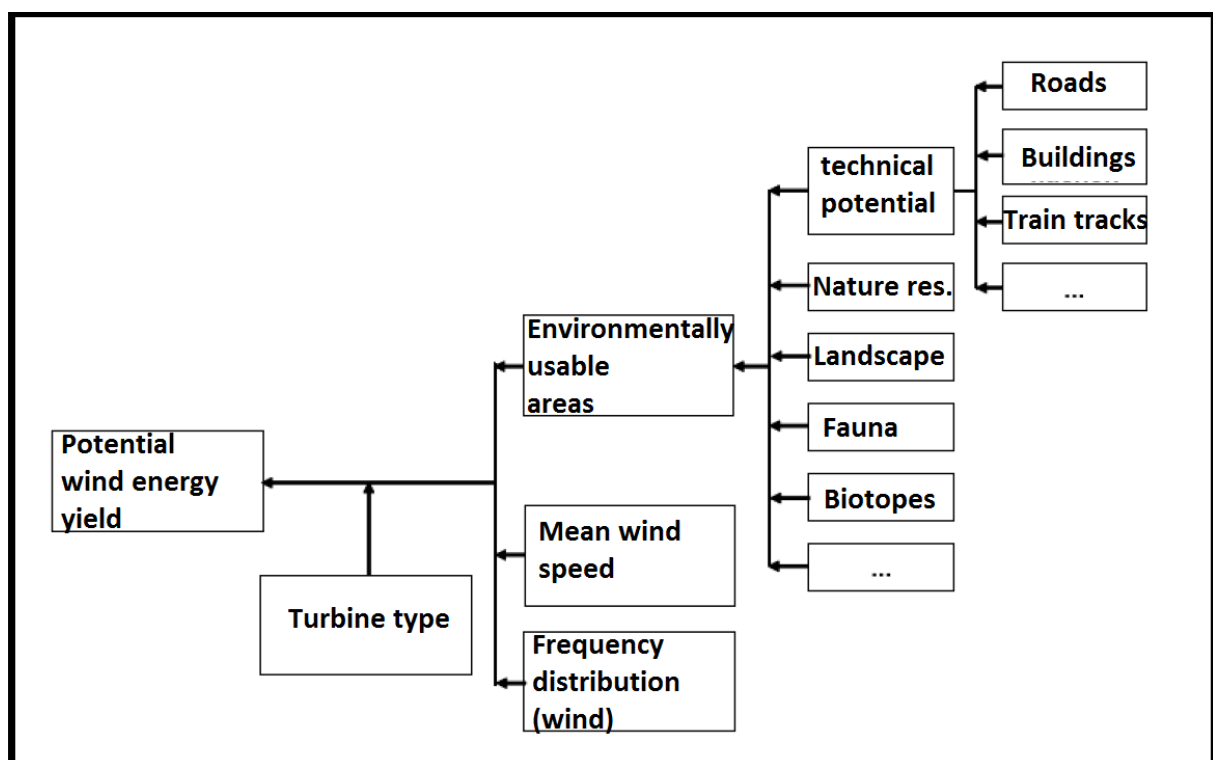 Roads
Buildings
Train tracks
...
technical
potential
Nature res.
Landscape
Fauna
Biotopes
...
Environmentally
usable
areas
Mean wind
speed
Frequency
distribution
(wind)
Turbine type
Potential
wind energy
yield